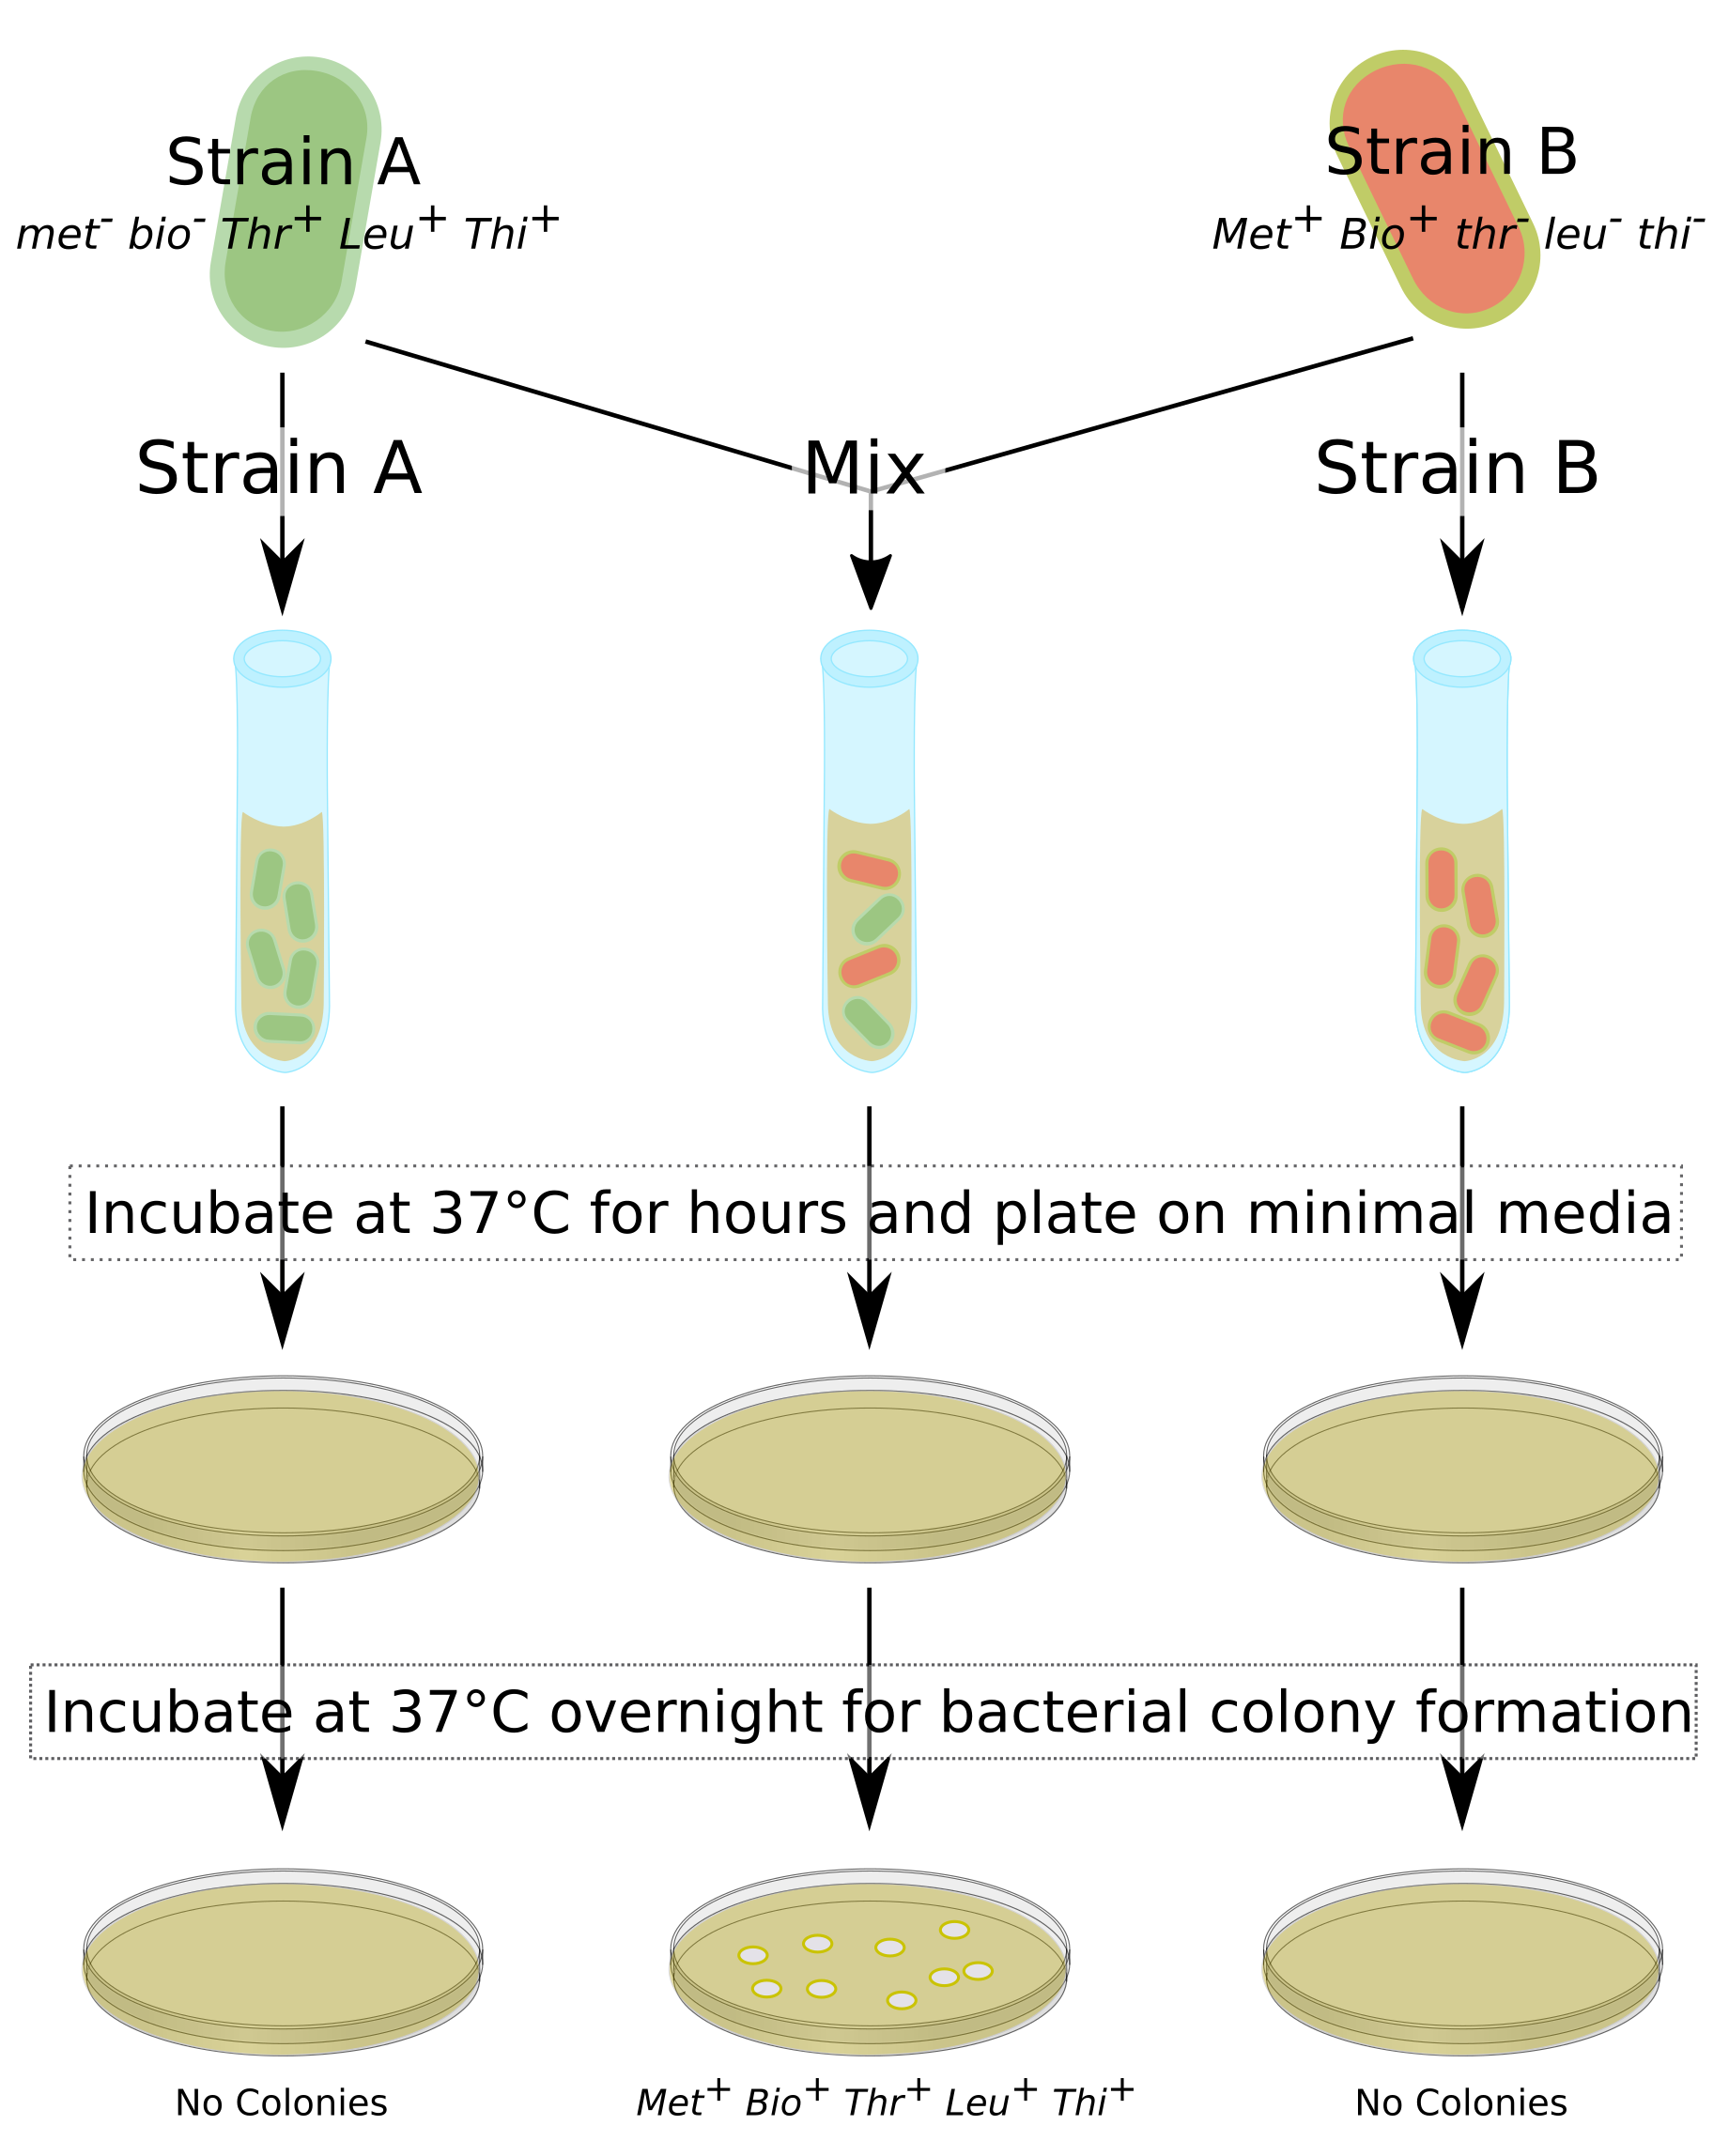 Strain A
met⁻ bio⁻ Thr⁺ Leu⁺ Thi⁺
Strain B
Met⁺ Bio⁺ thr⁻ leu⁻ thi⁻
Strain A
Mix
Strain B
Incubate at 37°C for hours and plate on minimal media
Incubate at 37°C overnight for bacterial colony formation
No Colonies
Met⁺ Bio⁺ Thr⁺ Leu⁺ Thi⁺
No Colonies